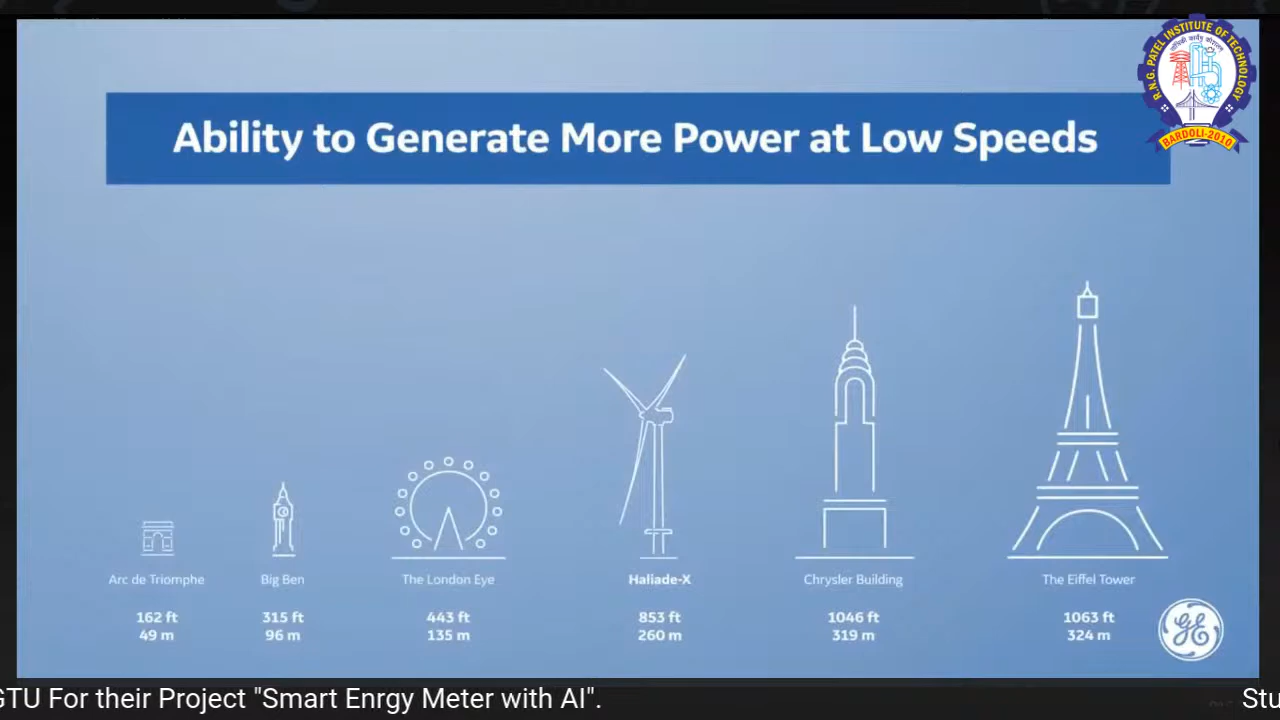 R.N.G. PATEL INSTITUTE OF TECHNOLOGY
BARDOLI-2010
Ability to Generate More Power at Low Speeds
Arc de Triomphe
162 ft
49 m
Big Ben
315 ft
96 m
The London Eye
443 ft
135 m
Haliade-X
853 ft
260 m
Chrysler Building
1046 ft
319 m
The Eiffel Tower
1063 ft
324 m
GE
GTU For their Project "Smart Enrgy Meter with AI".
Stu